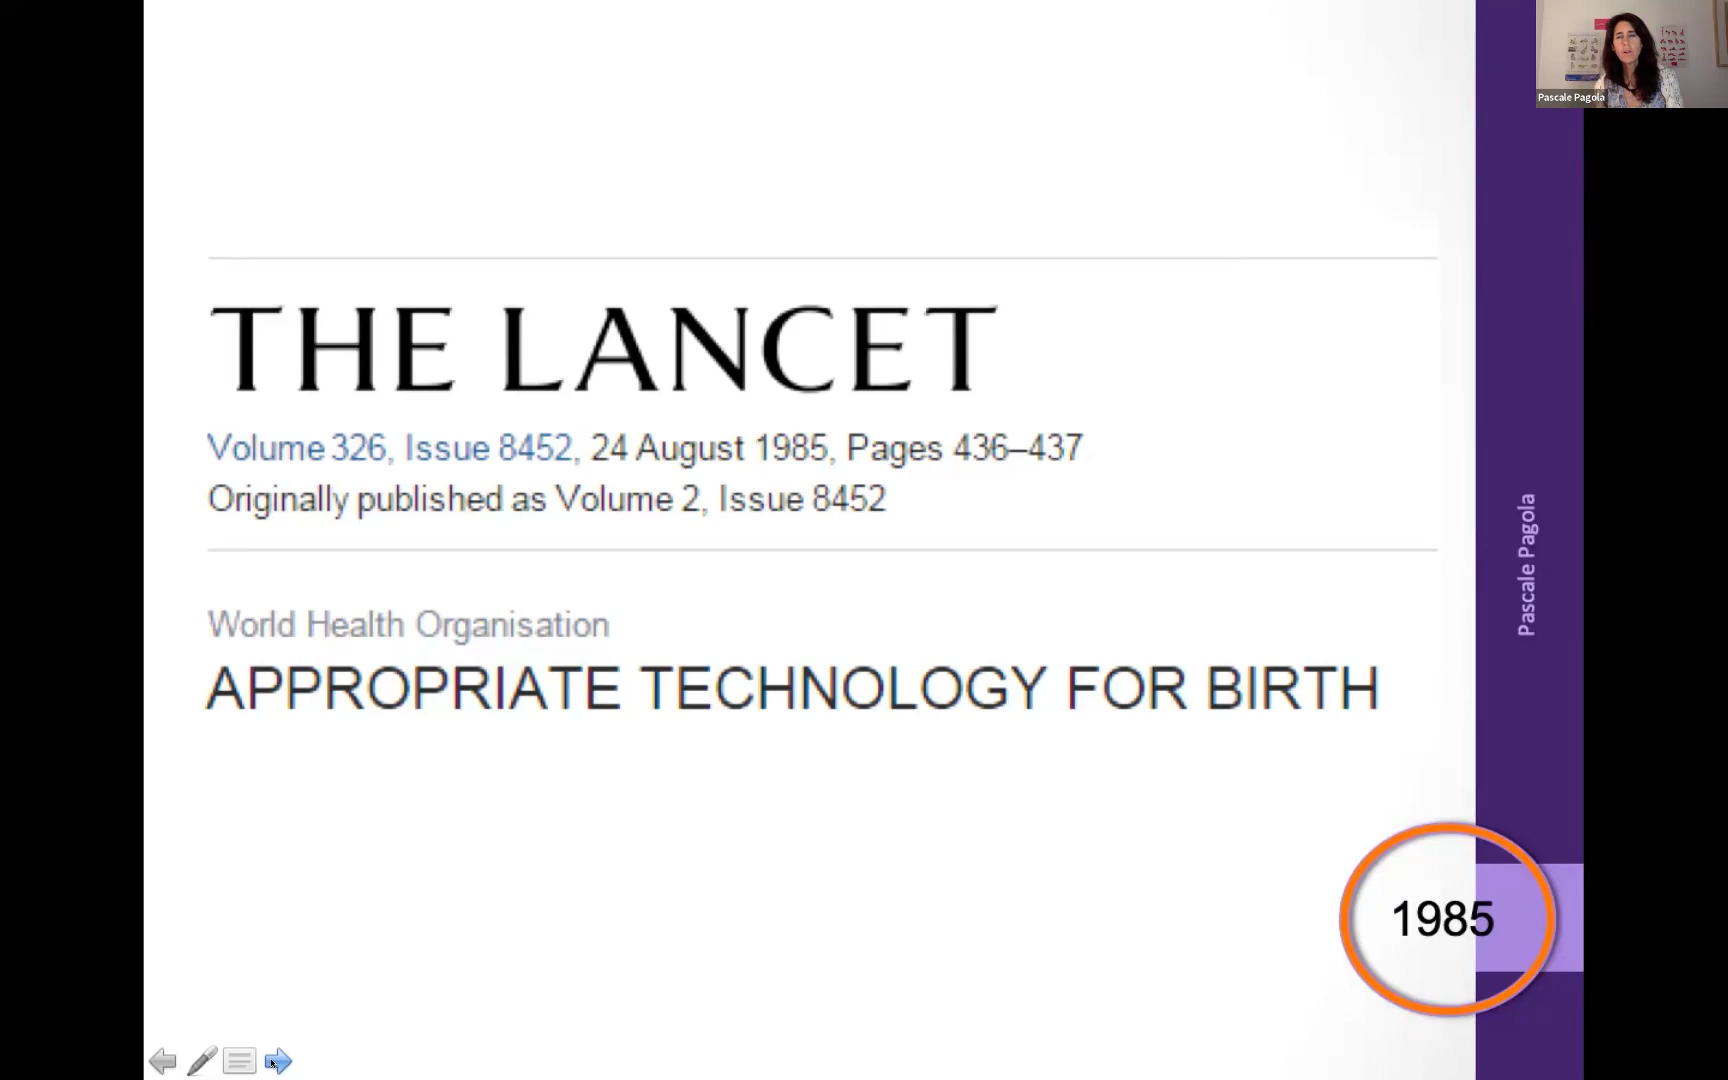 Pascale Pagola
THE LANCET
Volume 326, Issue 8452, 24 August 1985, Pages 436–437
Originally published as Volume 2, Issue 8452
World Health Organisation
APPROPRIATE TECHNOLOGY FOR BIRTH
Pascale Pagola
1985